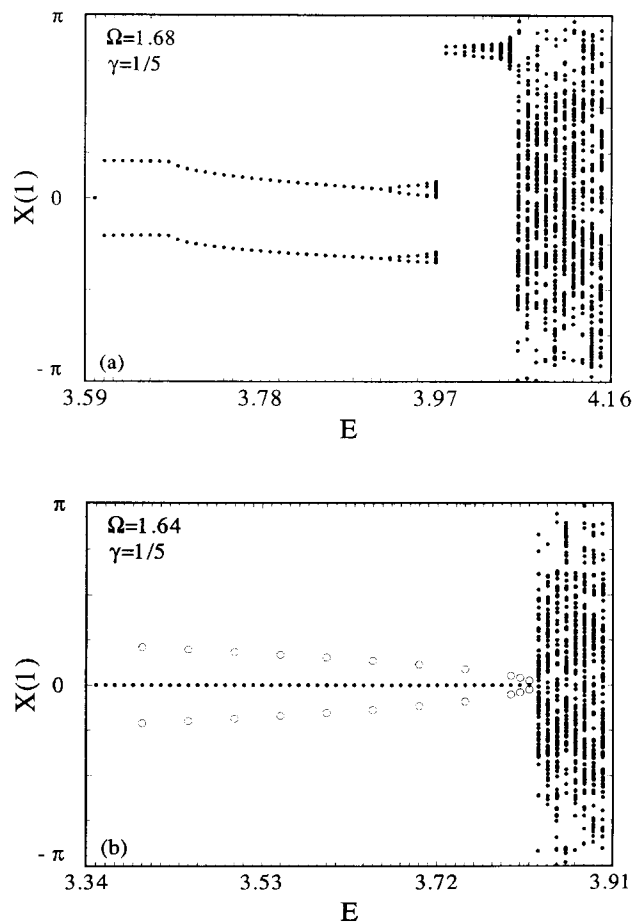 π
Ω=1.68
γ=1/5
X(1)
0
(a)
- π
3.59
3.78
3.97
4.16
E
π
Ω=1.64
γ=1/5
X(1)
0
(b)
- π
3.34
3.53
3.72
3.91
E